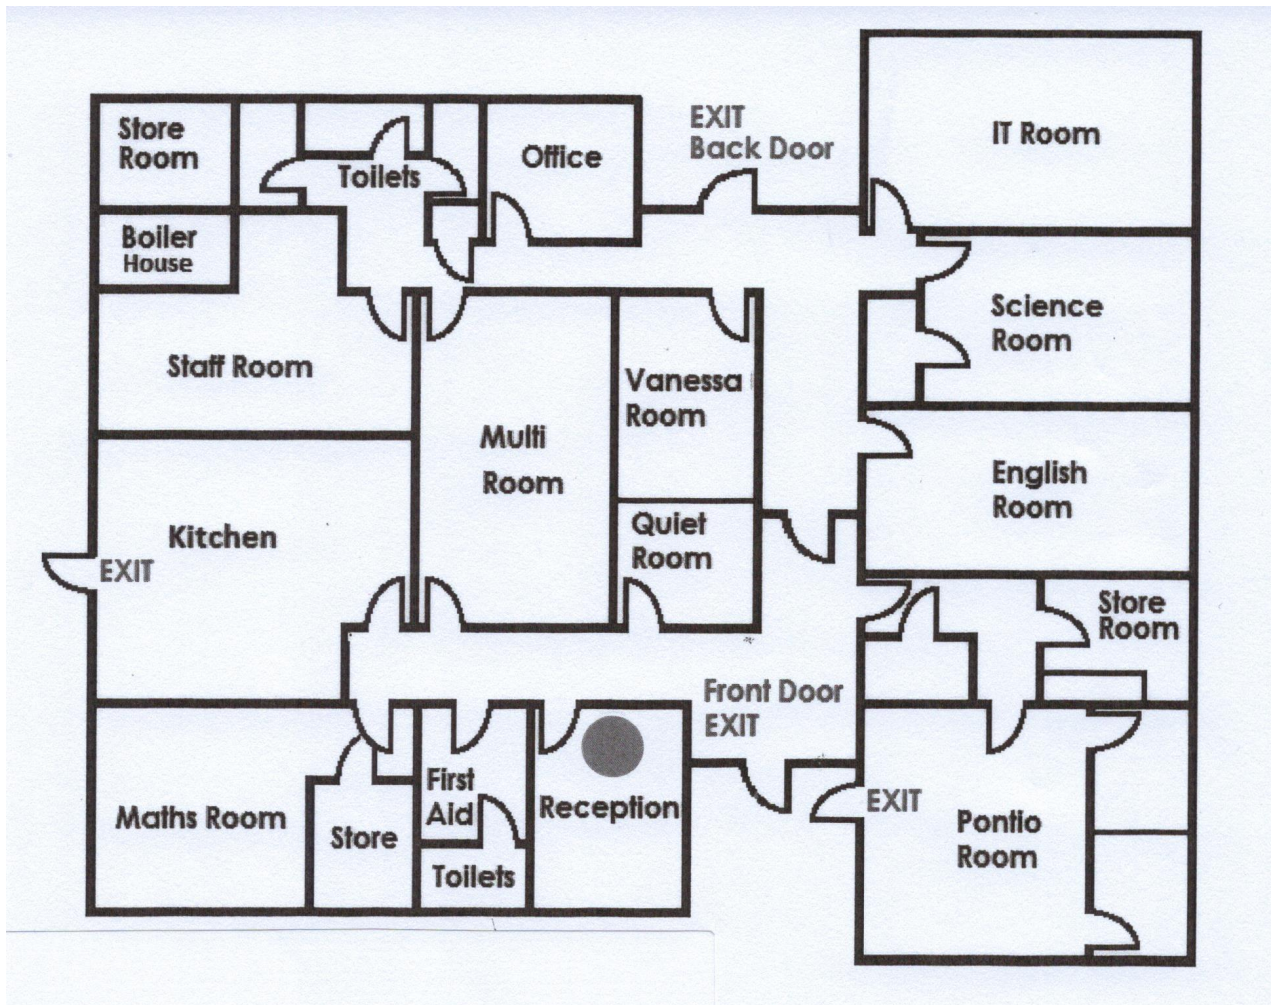 Store
Room
Toilets
Office
EXIT
Back Door
IT Room
Boiler
House
Science
Room
Staff Room
Vanessa
Room
Multi
Room
English
Room
Quiet
Room
Kitchen
EXIT
Store
Room
Front Door
EXIT
Maths Room
Store
First
Aid
Toilets
Reception
EXIT
Pontio
Room